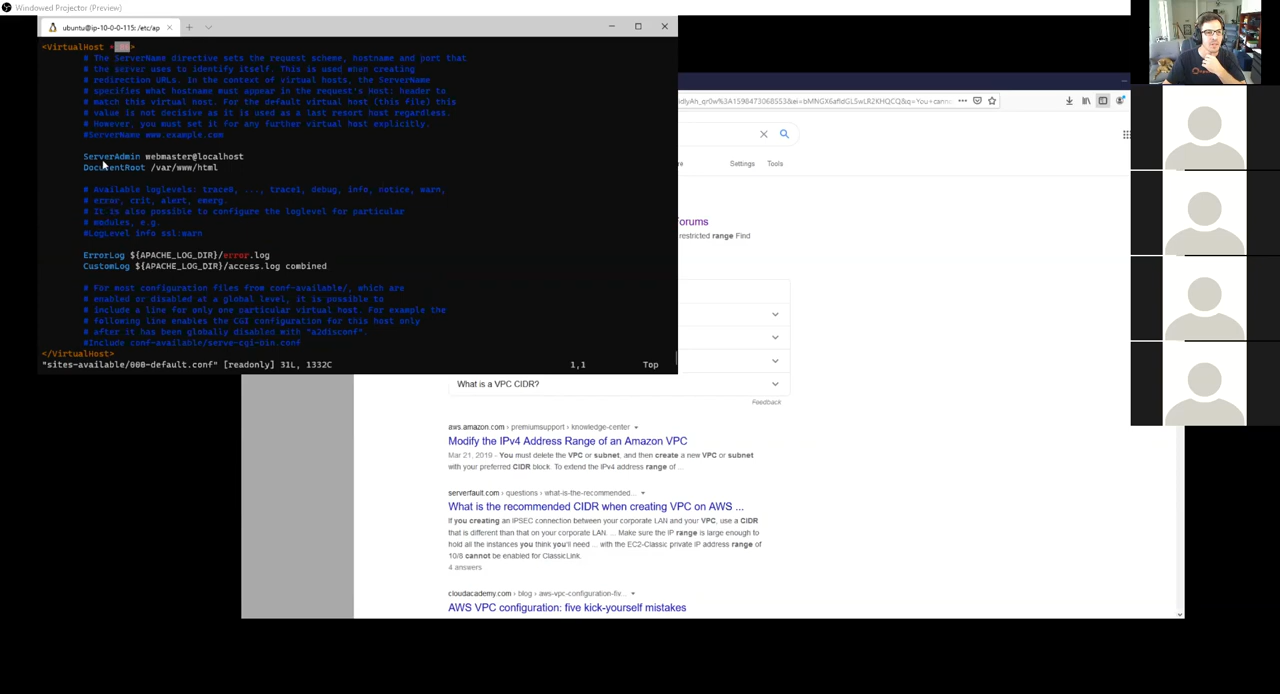 Windowed Projector (Preview)
ubuntu@ip-10-0-0-115: /etc/ap
<VirtualHost *:80>
# The ServerName directive sets the request scheme, hostname and port that
# the server uses to identify itself. This is used when creating
# redirection URLs. In the context of virtual hosts, the ServerName
# specifies what hostname must appear in the request's Host: header to
# match this virtual host. For the default virtual host (this file) this
# value is not decisive as it is used as a last resort host regardless.
# However, you must set it for any further virtual host explicitly.
#ServerName www.example.com
ServerAdmin webmaster@localhost
DocumentRoot /var/www/html
# Available loglevels: trace8, ..., trace1, debug, info, notice, warn,
# error, crit, alert, emerg.
# It is also possible to configure the loglevel for particular
# modules, e.g.
#LogLevel info ssl:warn
ErrorLog ${APACHE_LOG_DIR}/error.log
CustomLog ${APACHE_LOG_DIR}/access.log combined
# For most configuration files from conf-available/, which are
# enabled or disabled at a global level, it is possible to
# include a line for only one particular virtual host. For example the
# following line enables the CGI configuration for this host only
# after it has been globally disabled with "a2disconf".
#Include conf-available/serve-cgi-bin.conf
</VirtualHost>
"sites-available/000-default.conf" [readonly] 31L, 1332C 1,1 Top
Settings Tools
Forums
restricted range Find
What is a VPC CIDR?
Feedback
aws.amazon.com › premiumsupport › knowledge-center
Modify the IPv4 Address Range of an Amazon VPC
Mar 21, 2019 - You must delete the VPC or subnet, and then create a new VPC or subnet
with your preferred CIDR block. To extend the IPv4 address range of ...
serverfault.com › questions › what-is-the-recommended...
What is the recommended CIDR when creating VPC on AWS ...
If you creating an IPSEC connection between your corporate LAN and your VPC, use a CIDR
that is different than that on your corporate LAN. ... Make sure the IP range is large enough to
hold all the instances you think you'll need ... with the EC2-Classic private IP address range of
10/8 cannot be enabled for ClassicLink.
4 answers
cloudacademy.com › blog › aws-vpc-configuration-fiv...
AWS VPC configuration: five kick-yourself mistakes